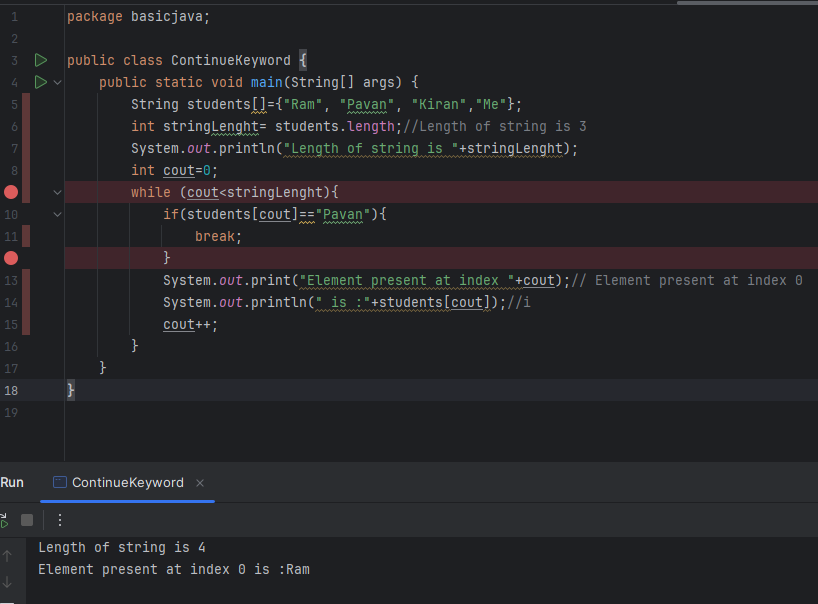 1 package basicjava;
2
3 public class ContinueKeyword {
4 public static void main(String[] args) {
5 String students[]={"Ram", "Pavan", "Kiran","Me"};
6 int stringLenght= students.length;//Length of string is 3
7 System.out.println("Length of string is "+stringLenght);
8 int cout=0;
while (cout<stringLenght){
10 if(students[cout]=="Pavan"){
11 break;
}
13 System.out.print("Element present at index "+cout);// Element present at index 0
14 System.out.println(" is :"+students[cout]);//i
15 cout++;
16 }
17 }
18 }
19
Run ContinueKeyword ×
Length of string is 4
Element present at index 0 is :Ram